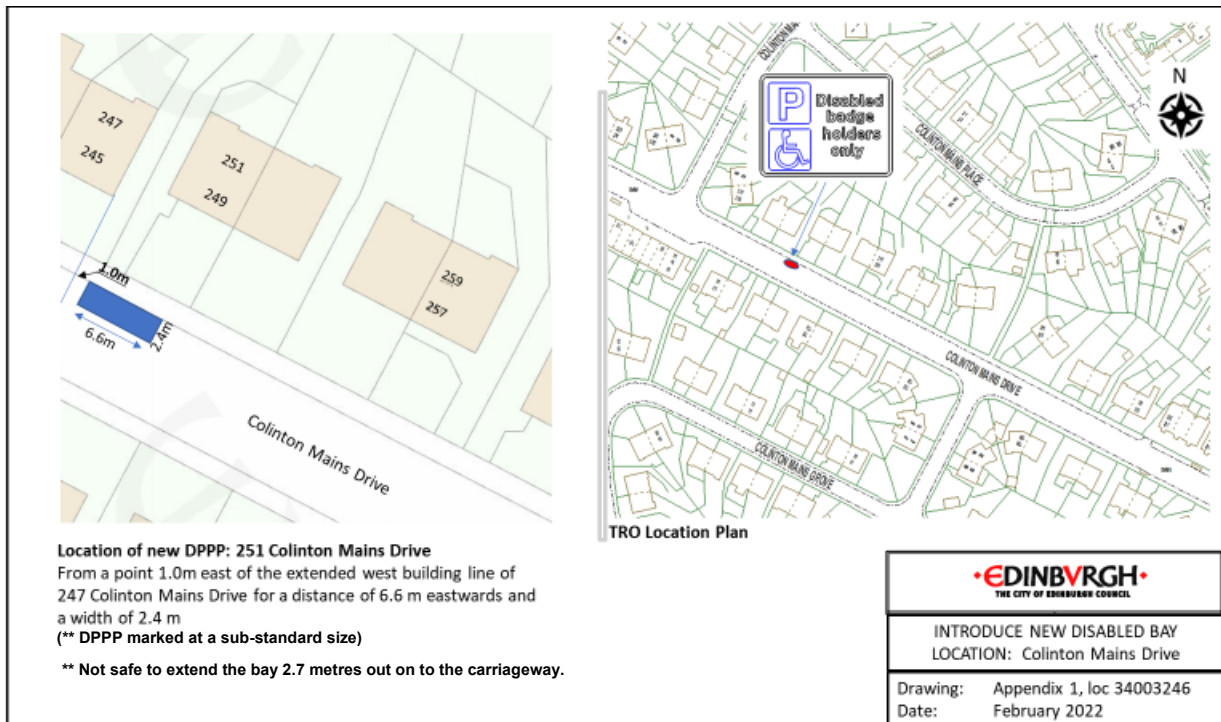 247
245
251
249
259
257
1.0m
6.6m
2.4m
Colinton Mains Drive
Location of new DPPP: 251 Colinton Mains Drive
From a point 1.0m east of the extended west building line of
247 Colinton Mains Drive for a distance of 6.6 m eastwards and
a width of 2.4 m
(** DPPP marked at a sub-standard size)
** Not safe to extend the bay 2.7 metres out on to the carriageway.
COLINTON MA
P
Disabled
badge
holders
only
N
COLINTON MAINS PLACE
COLINTON MAINS DRIVE
COLINTON MAINS GROVE
TRO Location Plan
•EDINBVRGH•
THE CITY OF EDINBURGH COUNCIL
INTRODUCE NEW DISABLED BAY
LOCATION: Colinton Mains Drive
Drawing: Appendix 1, loc 34003246
Date: February 2022